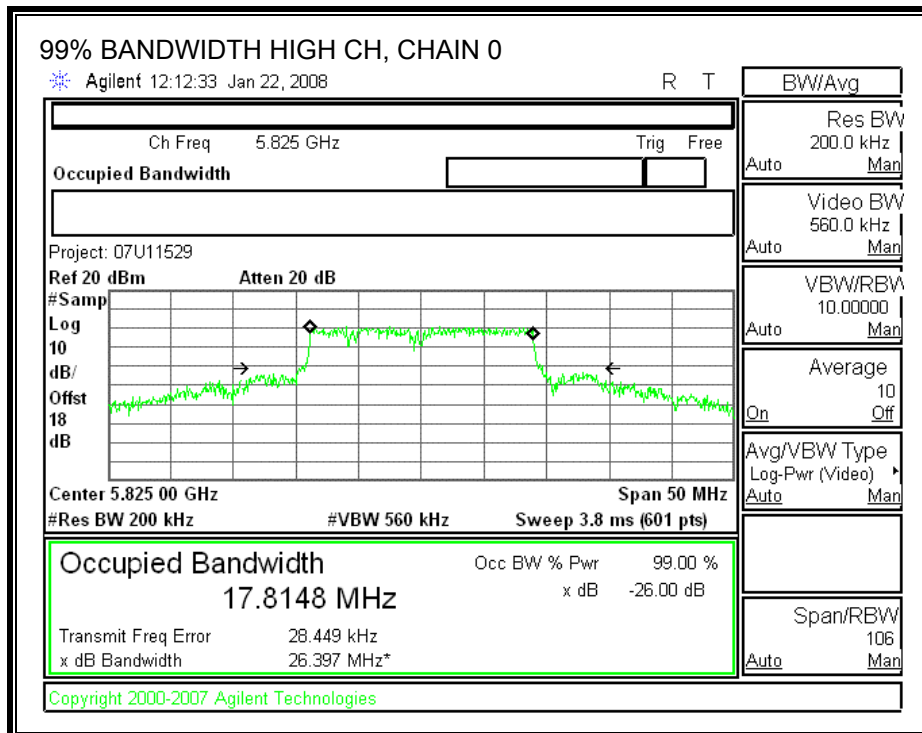 99% BANDWIDTH HIGH CH, CHAIN 0
Agilent 12:12:33 Jan 22, 2008 R T
Ch Freq 5.825 GHz Trig Free
Occupied Bandwidth
Project: 07U11529
Ref 20 dBm Atten 20 dB
#Samp
Log
10
dB/
Offst
18
dB
Center 5.825 00 GHz Span 50 MHz
#Res BW 200 kHz #VBW 560 kHz Sweep 3.8 ms (601 pts)
Occupied Bandwidth Occ BW % Pwr 99.00 %
17.8148 MHz x dB -26.00 dB
Transmit Freq Error 28.449 kHz
x dB Bandwidth 26.397 MHz*
Copyright 2000-2007 Agilent Technologies
BW/Avg
Res BW
200.0 kHz
Auto Man
Video BW
560.0 kHz
Auto Man
VBW/RBW
10.00000
Auto Man
Average
10
On Off
Avg/VBW Type
Log-Pwr (Video)
Auto Man
Span/RBW
106
Auto Man